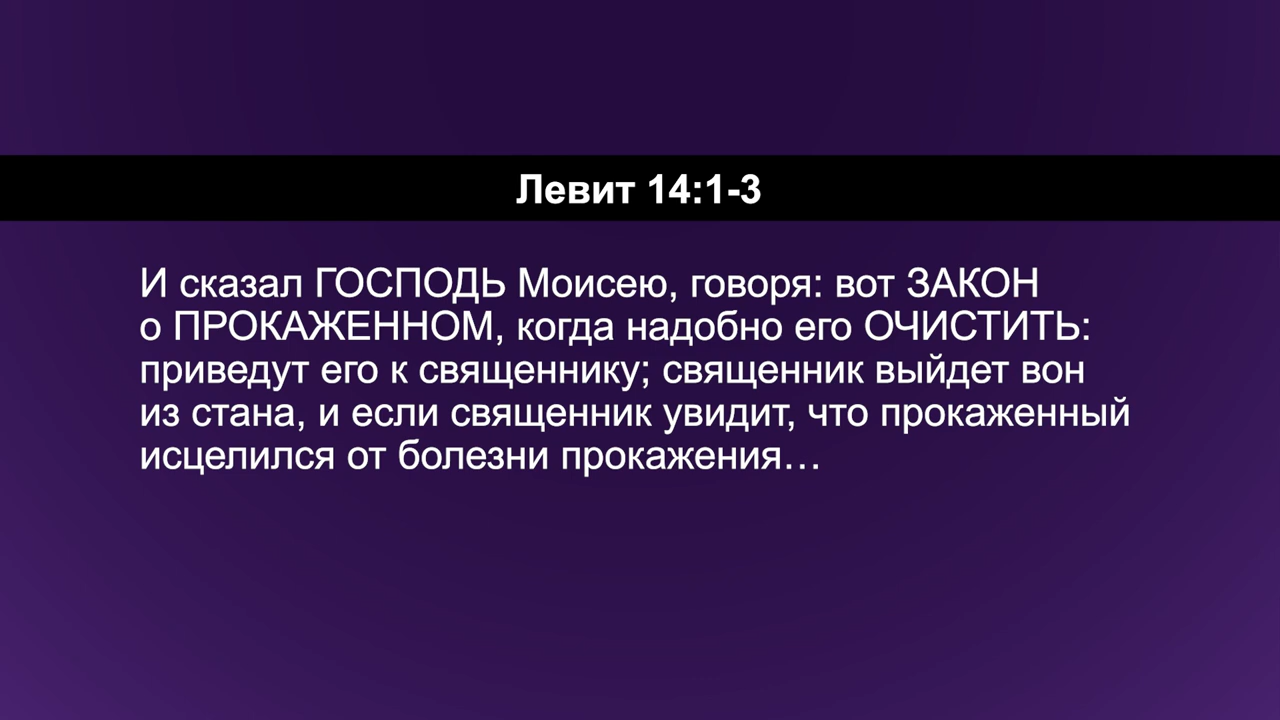 Левит 14:1-3
И сказал ГОСПОДЬ Моисею, говоря: вот ЗАКОН
о ПРОКАЖЕННОМ, когда надобно его ОЧИСТИТЬ:
приведут его к священнику; священник выйдет вон
из стана, и если священник увидит, что прокаженный
исцелился от болезни прокажения…